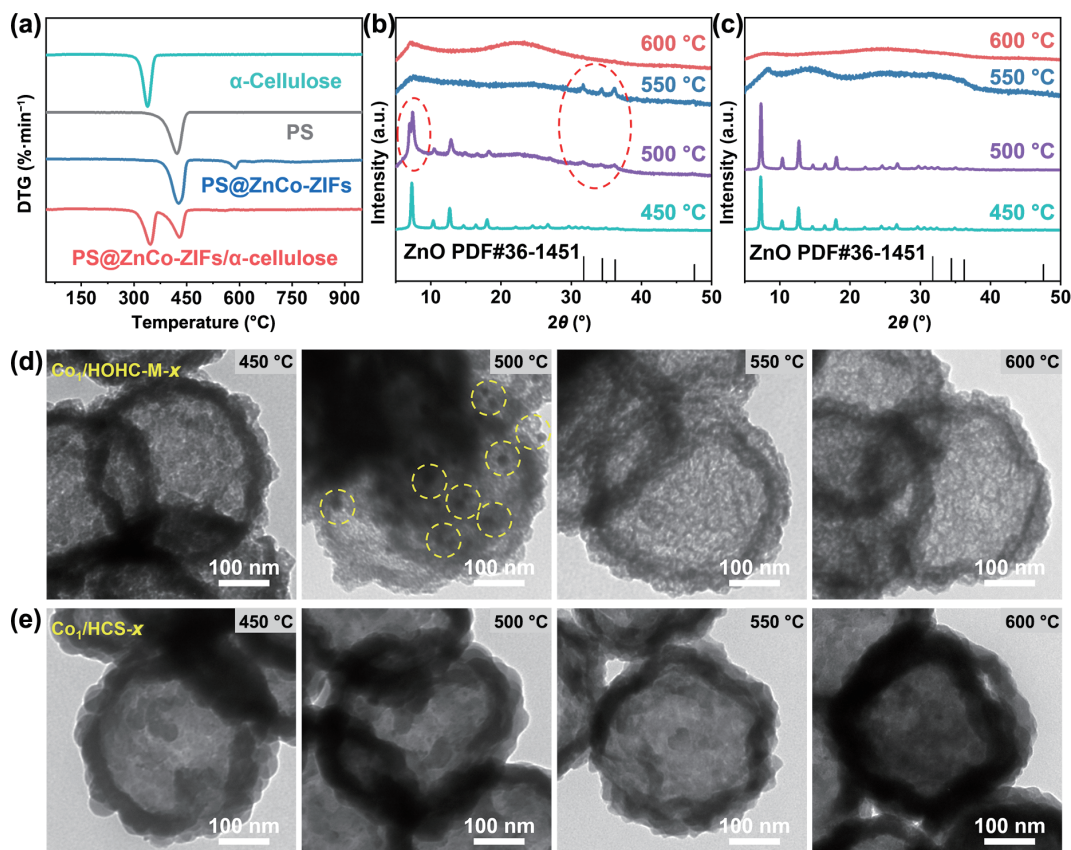 (a)
α-Cellulose
PS
PS@ZnCo-ZIFs
PS@ZnCo-ZIFs/α-cellulose
DTG (%·min⁻¹)
150 300 450 600 750 900
Temperature (°C)
(b)
600 °C
550 °C
500 °C
450 °C
ZnO PDF#36-1451
Intensity (a.u.)
10 20 30 40 50
2θ (°)
(c)
600 °C
550 °C
500 °C
450 °C
ZnO PDF#36-1451
Intensity (a.u.)
10 20 30 40 50
2θ (°)
(d)
Co₁/HOHC-M-x
450 °C
100 nm
500 °C
100 nm
550 °C
100 nm
600 °C
100 nm
(e)
Co₁/HCS-x
450 °C
100 nm
500 °C
100 nm
550 °C
100 nm
600 °C
100 nm